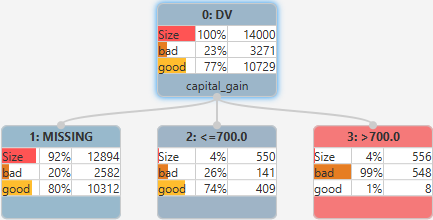 0: DV
Size 100% 14000
bad 23% 3271
good 77% 10729
capital_gain
1: MISSING
Size 92% 12894
bad 20% 2582
good 80% 10312
2: <=700.0
Size 4% 550
bad 26% 141
good 74% 409
3: >700.0
Size 4% 556
bad 99% 548
good 1% 8